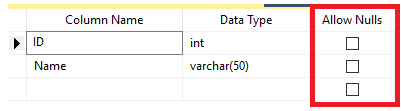 Column Name Data Type Allow Nulls
ID int
Name varchar(50)